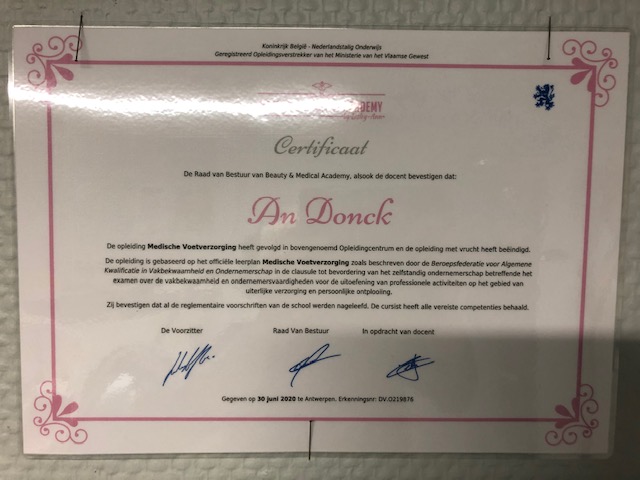 Koninkrijk België - Nederlandstalig Onderwijs
Geregistreerd Opleidingsverstrekker van het Ministerie van het Vlaamse Gewest
Certificaat
De Raad van Bestuur van Beauty & Medical Academy, alsook de docent bevestigen dat:
An Donck
De opleiding Medische Voetverzorging heeft gevolgd in bovengenoemd Opleidingcentrum en de opleiding met vrucht heeft beëindigd.
De opleiding is gebaseerd op het officiële leerplan Medische Voetverzorging zoals beschreven door de Beroepsfederatie voor Algemene
Kwalificatie in Vakbekwaamheid en Ondernemerschap in de clausule tot bevordering van het zelfstandig ondernemerschap betreffende het
examen over de vakbekwaamheid en ondernemersvaardigheden voor de uitoefening van professionele activiteiten op het gebied van
uiterlijke verzorging en persoonlijke ontplooiing.
Zij bevestigen dat al de reglementaire voorschriften van de school werden nageleefd. De cursist heeft alle vereiste competenties behaald.
De Voorzitter Raad Van Bestuur In opdracht van docent
Gegeven op 30 juni 2020 te Antwerpen. Erkenningsnr: DV.O219876